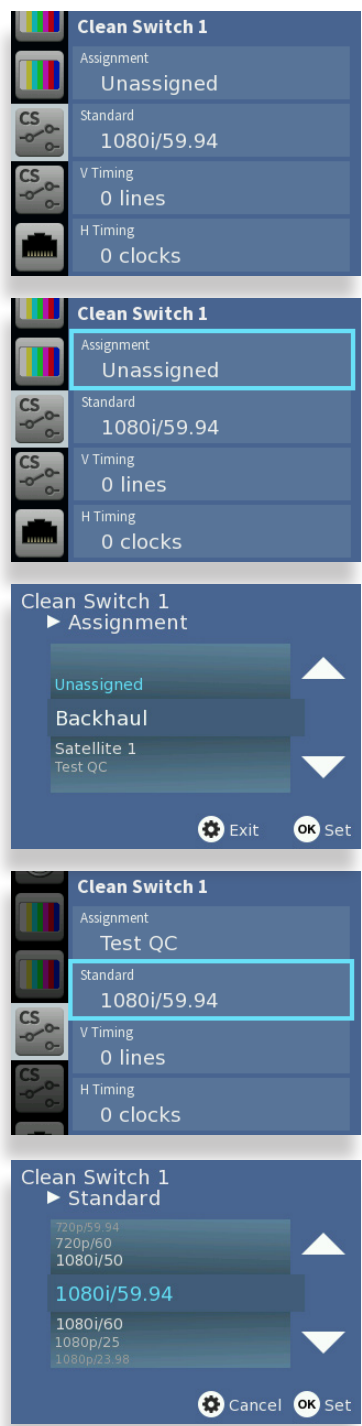 Clean Switch 1
Assignment
Unassigned
CS
Standard
1080i/59.94
CS
V Timing
0 lines
H Timing
0 clocks
Clean Switch 1
Assignment
Unassigned
CS
Standard
1080i/59.94
CS
V Timing
0 lines
H Timing
0 clocks
Clean Switch 1
▶ Assignment
Unassigned
Backhaul
Satellite 1
Test QC
Exit OK Set
Clean Switch 1
Assignment
Test QC
Standard
1080i/59.94
CS
V Timing
0 lines
CS
H Timing
0 clocks
Clean Switch 1
▶ Standard
720p/59.94
720p/60
1080i/50
1080i/59.94
1080i/60
1080p/25
1080p/23.98
Cancel OK Set